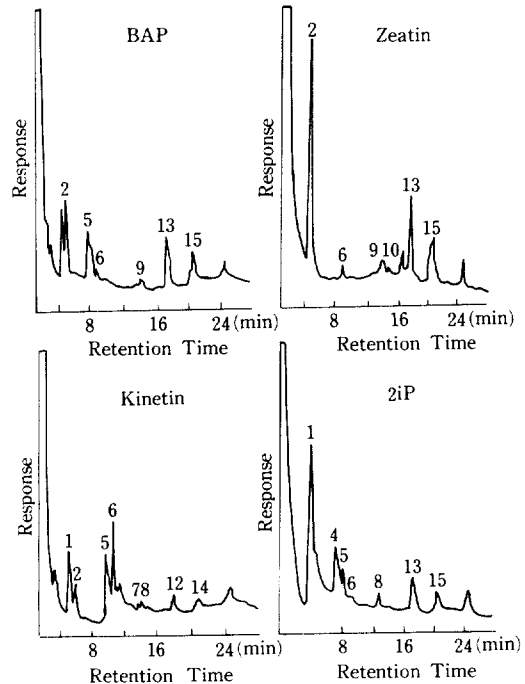 BAP
Response
2
5
6
9
13
15
8 16 24 (min)
Retention Time
Zeatin
Response
2
6
9
10
13
15
8 16 24 (min)
Retention Time
Kinetin
Response
1
2
5
6
78
12
14
8 16 24 (min)
Retention Time
2iP
Response
1
4
5
6
8
13
15
8 16 24 (min)
Retention Time